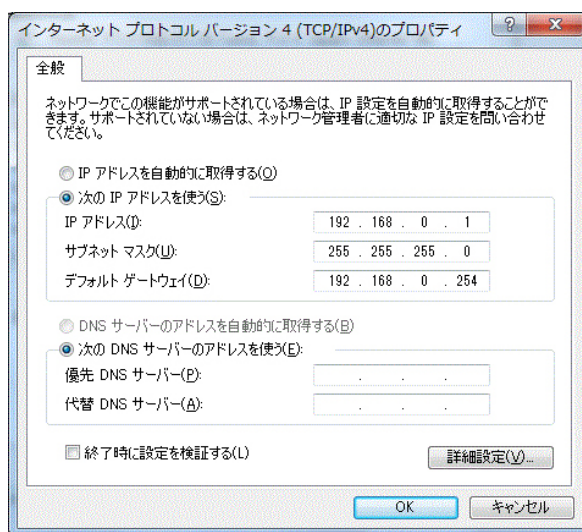 インターネット プロトコル バージョン 4 (TCP/IPv4)のプロパティ
全般
ネットワークでこの機能がサポートされている場合は、IP 設定を自動的に取得することがで
きます。サポートされていない場合は、ネットワーク管理者に適切な IP 設定を問い合わせ
てください。
IP アドレスを自動的に取得する(O)
次の IP アドレスを使う(S):
IP アドレス(I): 192 . 168 . 0 . 1
サブネット マスク(U): 255 . 255 . 255 . 0
デフォルト ゲートウェイ(D): 192 . 168 . 0 . 254
DNS サーバーのアドレスを自動的に取得する(B)
次の DNS サーバーのアドレスを使う(E):
優先 DNS サーバー(P): . . .
代替 DNS サーバー(A): . . .
終了時に設定を検証する(L)
詳細設定(V)...
OK キャンセル